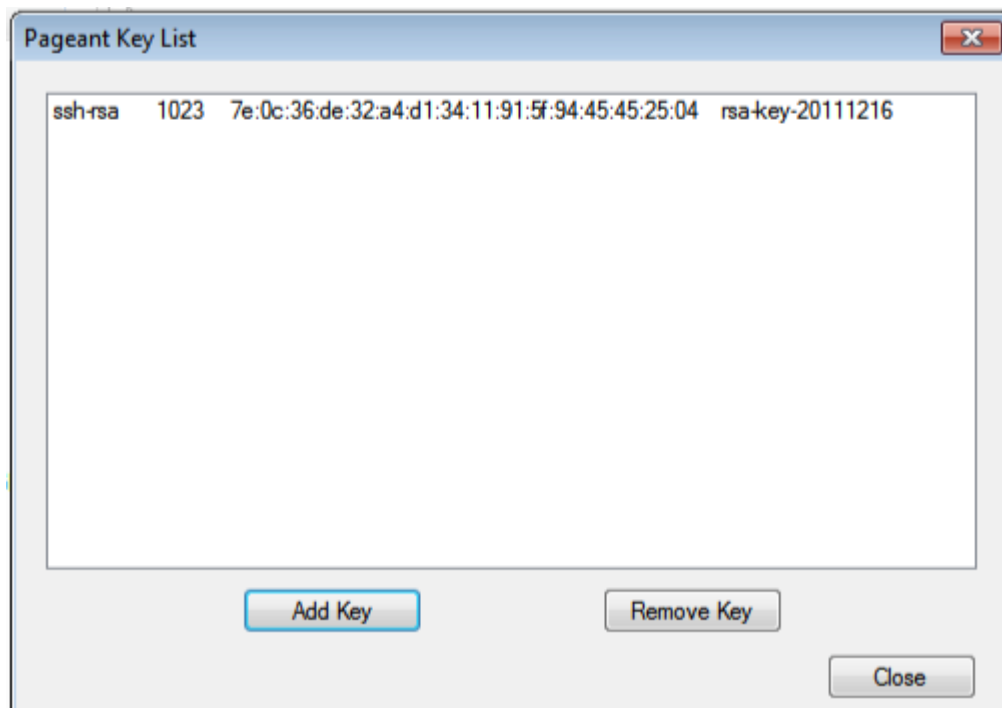 Pageant Key List
ssh-rsa 1023 7e:0c:36:de:32:a4:d1:34:11:91:5f:94:45:45:25:04 rsa-key-20111216
Add Key Remove Key
Close